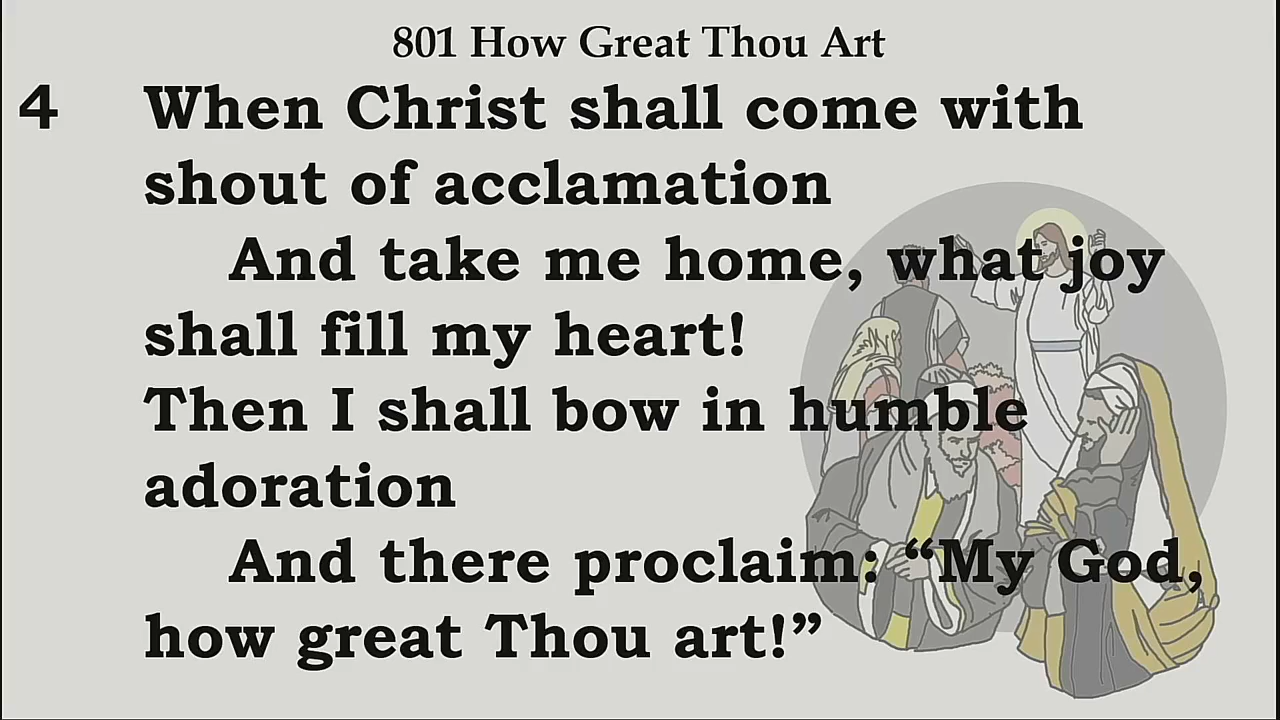 801 How Great Thou Art
4 When Christ shall come with
shout of acclamation
And take me home, what joy
shall fill my heart!
Then I shall bow in humble
adoration
And there proclaim: “My God,
how great Thou art!”